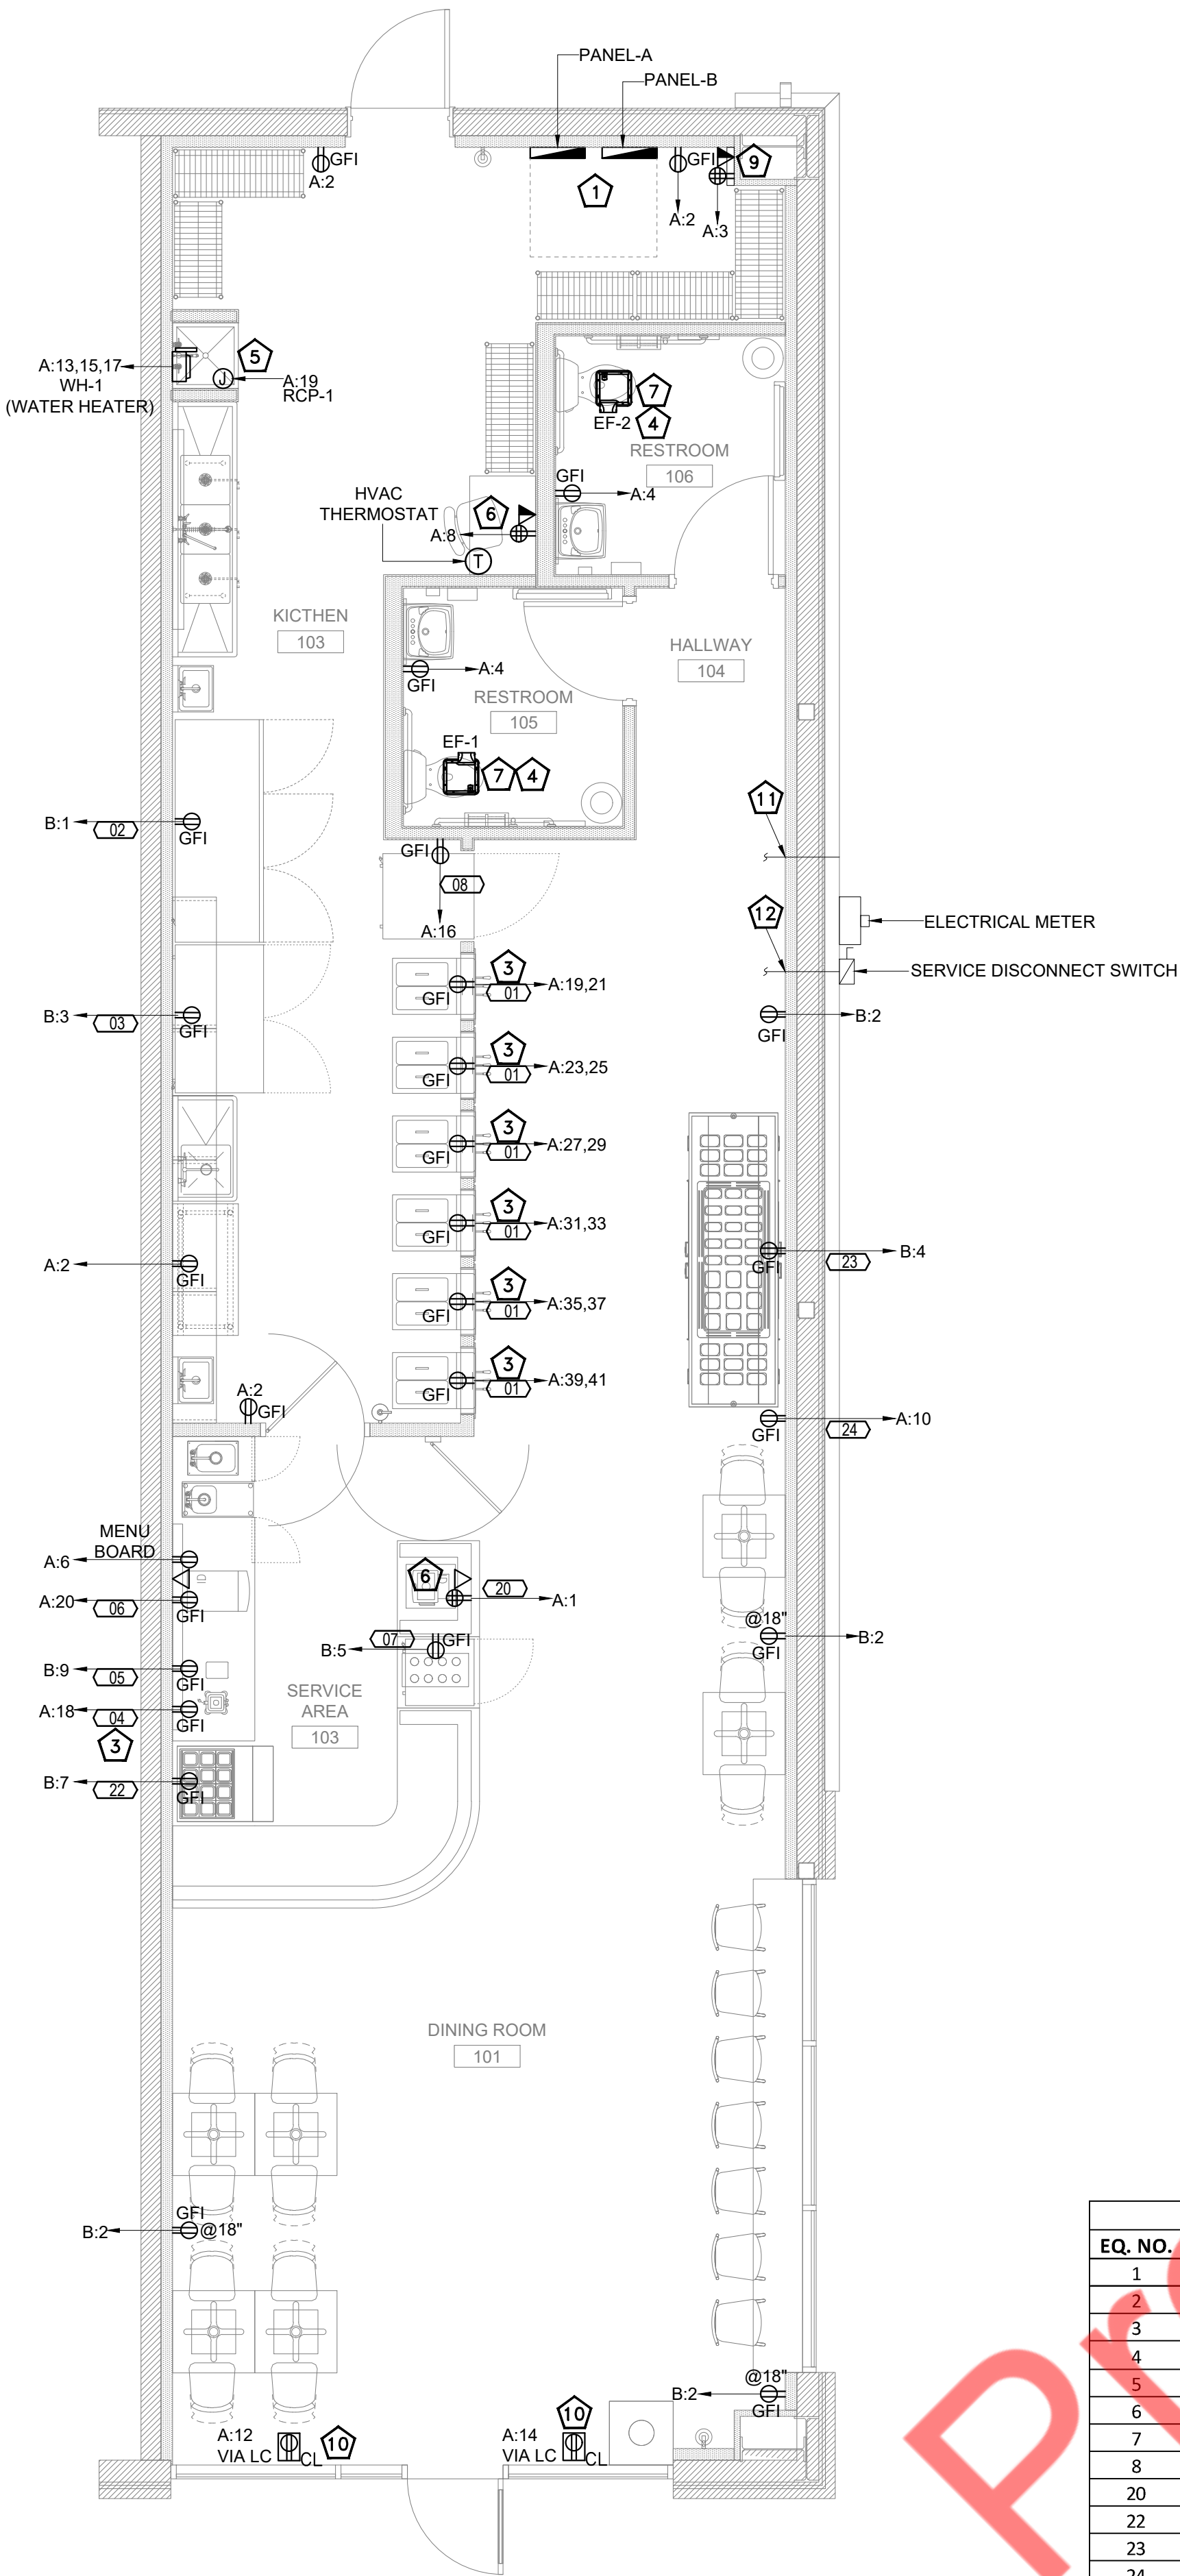 PANEL-A
PANEL-B
GFI
A:2
1
GFI
9
A:2
A:3
A:13,15,17
WH-1
(WATER HEATER)
5
J
A:19
RCP-1
7
EF-2
4
RESTROOM
106
GFI
A:4
HVAC
THERMOSTAT
6
A:8
T
KICTHEN
103
HALLWAY
104
A:4
GFI
RESTROOM
105
EF-1
7
4
B:1
02
GFI
GFI
08
A:16
11
12
ELECTRICAL METER
SERVICE DISCONNECT SWITCH
3
GFI
01
A:19,21
B:3
03
GFI
B:2
GFI
3
GFI
01
A:23,25
3
GFI
01
A:27,29
3
GFI
01
A:31,33
A:2
GFI
B:4
GFI
23
3
GFI
01
A:35,37
3
GFI
01
A:39,41
A:2
GFI
A:10
GFI
24
MENU
BOARD
A:6
A:20
06
GFI
6
20
A:1
07
GFI
B:5
@18"
B:2
GFI
B:9
05
GFI
A:18
04
GFI
3
SERVICE
AREA
103
B:7
22
GFI
DINING ROOM
101
GFI
B:2
@18"
@18"
B:2
GFI
A:12
VIA LC
CL
10
A:14
VIA LC
CL
10
EQ. NO.
1
2
3
4
5
6
7
8
20
22
23
24
Pr